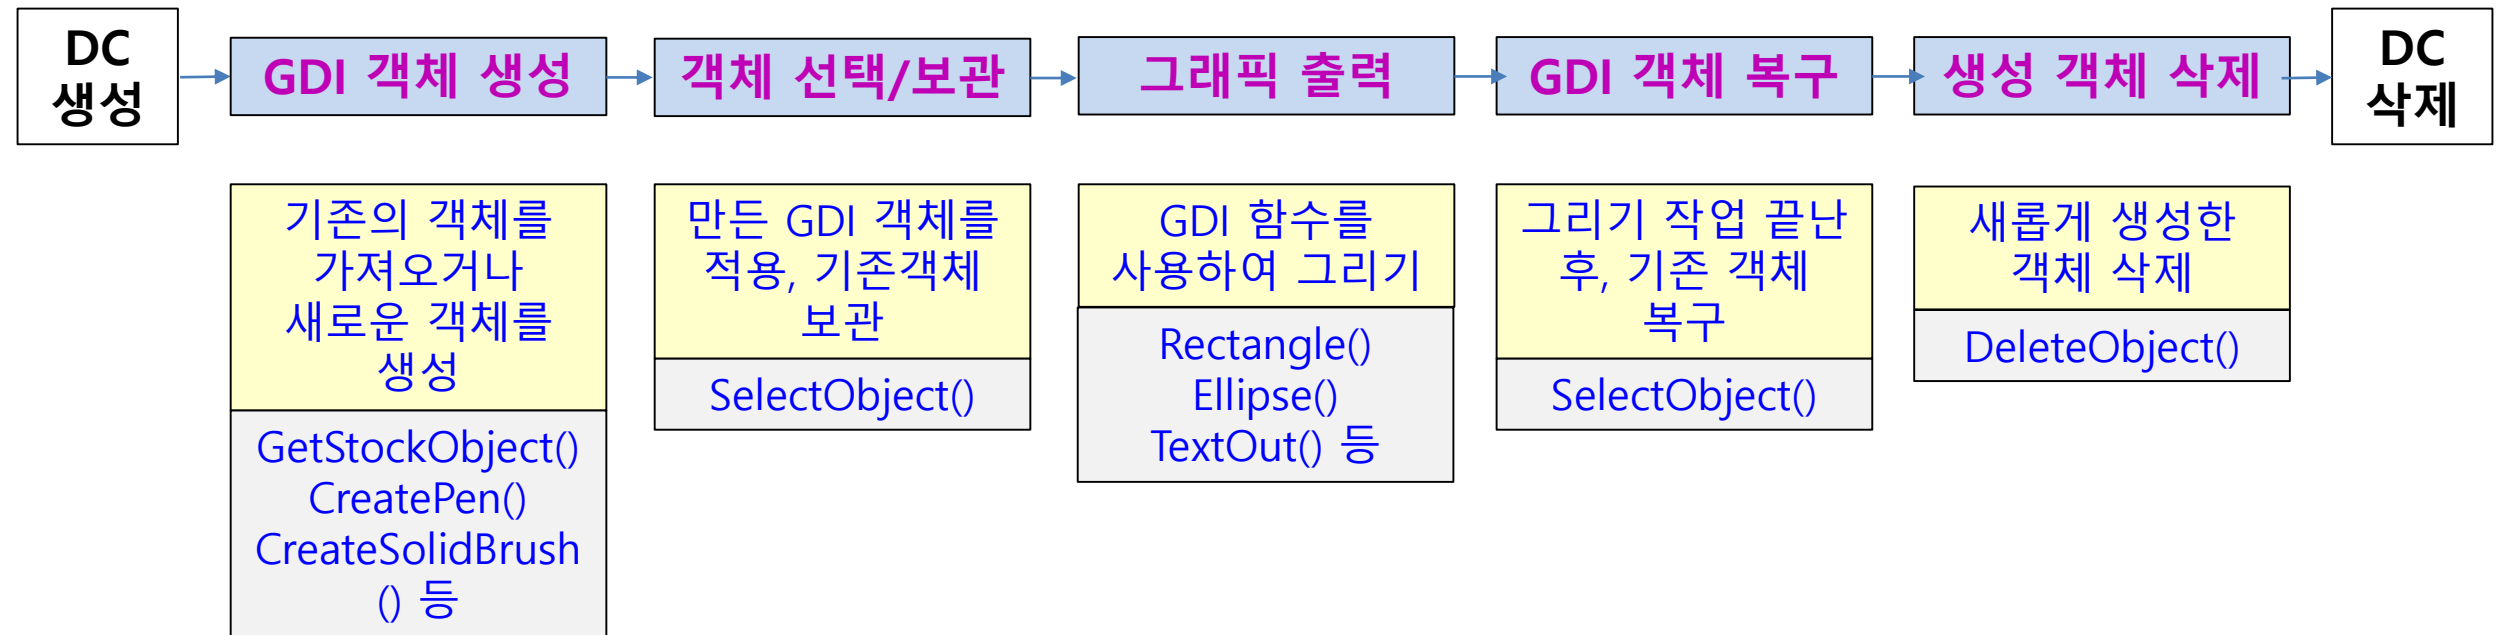 DC
생성
GDI 객체 생성
객체 선택/보관
그래픽 출력
GDI 객체 복구
생성 객체 삭제
DC
삭제
기존의 객체를
가져오거나
새로운 객체를
생성
GetStockObject()
CreatePen()
CreateSolidBrush
() 등
만든 GDI 객체를
적용, 기존객체
보관
SelectObject()
GDI 함수를
사용하여 그리기
Rectangle()
Ellipse()
TextOut() 등
그리기 작업 끝난
후, 기존 객체
복구
SelectObject()
새롭게 생성한
객체 삭제
DeleteObject()